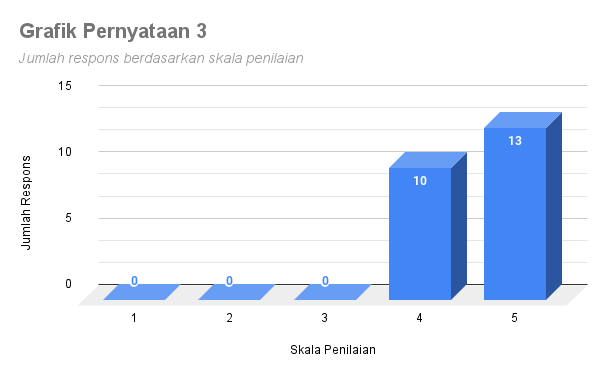 Grafik Pernyataan 3
Jumlah respons berdasarkan skala penilaian
Jumlah Respons
15
10
5
0
0
0
0
10
13
1 2 3 4 5
Skala Penilaian